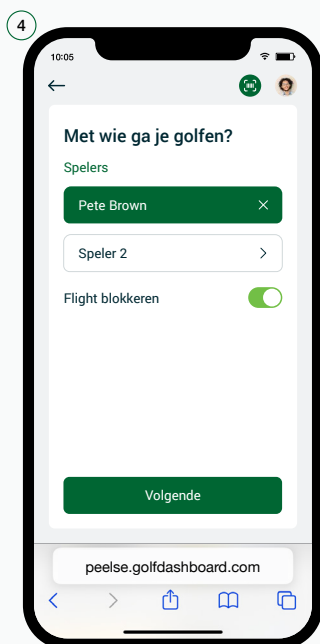 4
10:05
Met wie ga je golfen?
Spelers
Pete Brown
Speler 2
Flight blokkeren
Volgende
peelse.golfdashboard.com